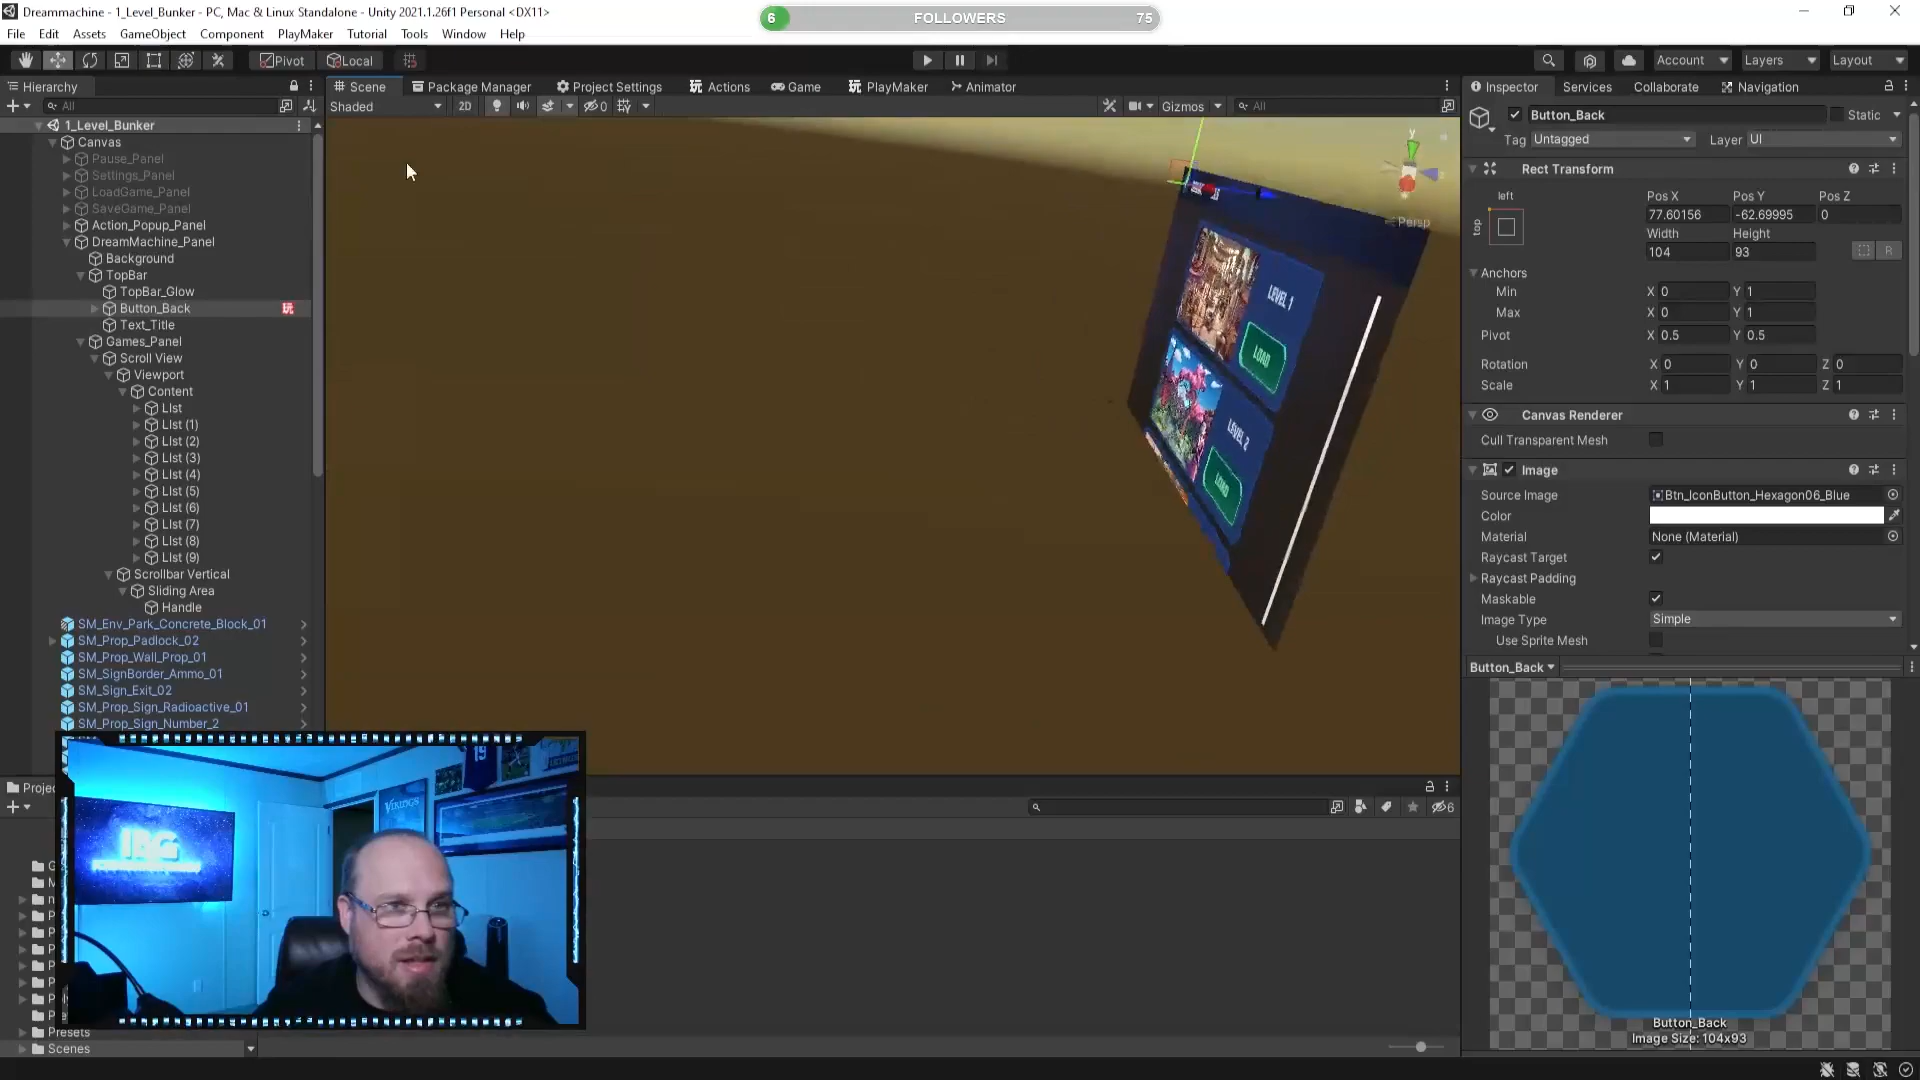 Dreammachine - 1_Level_Bunker - PC, Mac & Linux Standalone - Unity 2021.1.26f1 Personal <DX11>
6 FOLLOWERS 75
File Edit Assets GameObject Component PlayMaker Tutorial Tools Window Help
Pivot Local
Account Layers Layout
Hierarchy
All
1_Level_Bunker
Canvas
Pause_Panel
Settings_Panel
LoadGame_Panel
SaveGame_Panel
Action_Popup_Panel
DreamMachine_Panel
Background
TopBar
TopBar_Glow
Button_Back
玩
Text_Title
Games_Panel
Scroll View
Viewport
Content
LIst
LIst (1)
LIst (2)
LIst (3)
LIst (4)
LIst (5)
LIst (6)
LIst (7)
LIst (8)
LIst (9)
Scrollbar Vertical
Sliding Area
Handle
SM_Env_Park_Concrete_Block_01
SM_Prop_Padlock_02
SM_Prop_Wall_Prop_01
SM_SignBorder_Ammo_01
SM_Sign_Exit_02
SM_Prop_Sign_Radioactive_01
SM_Prop_Sign_Number_2
Scene Package Manager Project Settings 玩 Actions Game 玩 PlayMaker Animator
Shaded 2D 0 Gizmos All
y
Persp
LEVEL 1
LOAD
LEVEL 2
LOAD
Projec
6
Presets
Scenes
19
VIKINGS
IRG
Inspector Services Collaborate Navigation
Button_Back Static
Tag Untagged Layer UI
Rect Transform
left
top
Pos X Pos Y Pos Z
77.60156 -62.69995 0
Width Height
104 93
R
Anchors
Min X 0 Y 1
Max X 0 Y 1
Pivot X 0.5 Y 0.5
Rotation X 0 Y 0 Z 0
Scale X 1 Y 1 Z 1
Canvas Renderer
Cull Transparent Mesh
Image
Source Image Btn_IconButton_Hexagon06_Blue
Color
Material None (Material)
Raycast Target
Raycast Padding
Maskable
Image Type Simple
Use Sprite Mesh
Button_Back
Button_Back
Image Size: 104x93